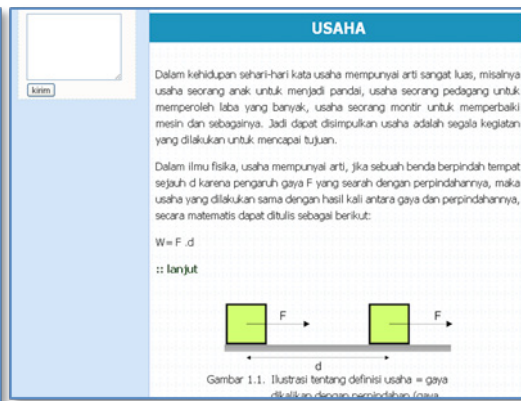 USAHA
kirim
Dalam kehidupan sehari-hari kata usaha mempunyai arti sangat luas, misalnya
usaha seorang anak untuk menjadi pandai, usaha seorang pedagang untuk
memperoleh laba yang banyak, usaha seorang montir untuk memperbaiki
mesin dan sebagainya. Jadi dapat disimpulkan usaha adalah segala kegiatan
yang dilakukan untuk mencapai tujuan.
Dalam ilmu fisika, usaha mempunyai arti, jika sebuah benda berpindah tempat
sejauh d karena pengaruh gaya F yang searah dengan perpindahannya, maka
usaha yang dilakukan sama dengan hasil kali antara gaya dan perpindahannya,
secara matematis dapat ditulis sebagai berikut:
W= F .d
:: lanjut
F F
d
Gambar 1.1. Ilustrasi tentang definisi usaha = gaya
dikalikan dengan perpindahan (gaya